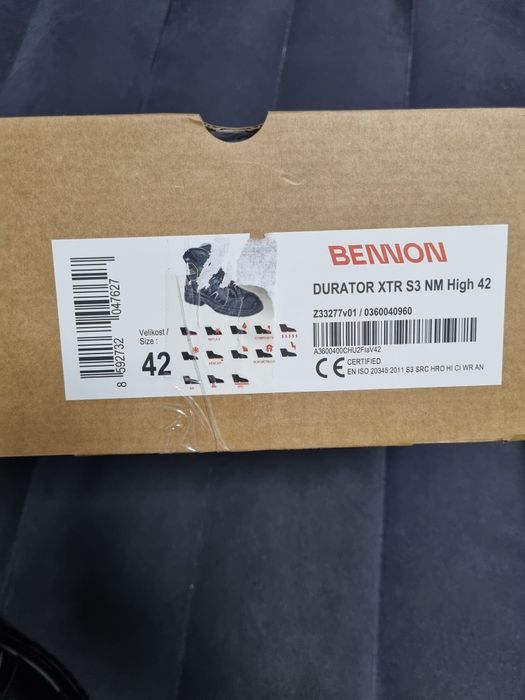 BENNON
DURATOR XTR S3 NM High 42
Z33277v01 / 0360040960
A3600400CHU2FlaV42
CE CERTIFIED
EN ISO 20345:2011 S3 SRC HRO HI CI WR AN
Velikost /
Size :
42
8 592732 047627